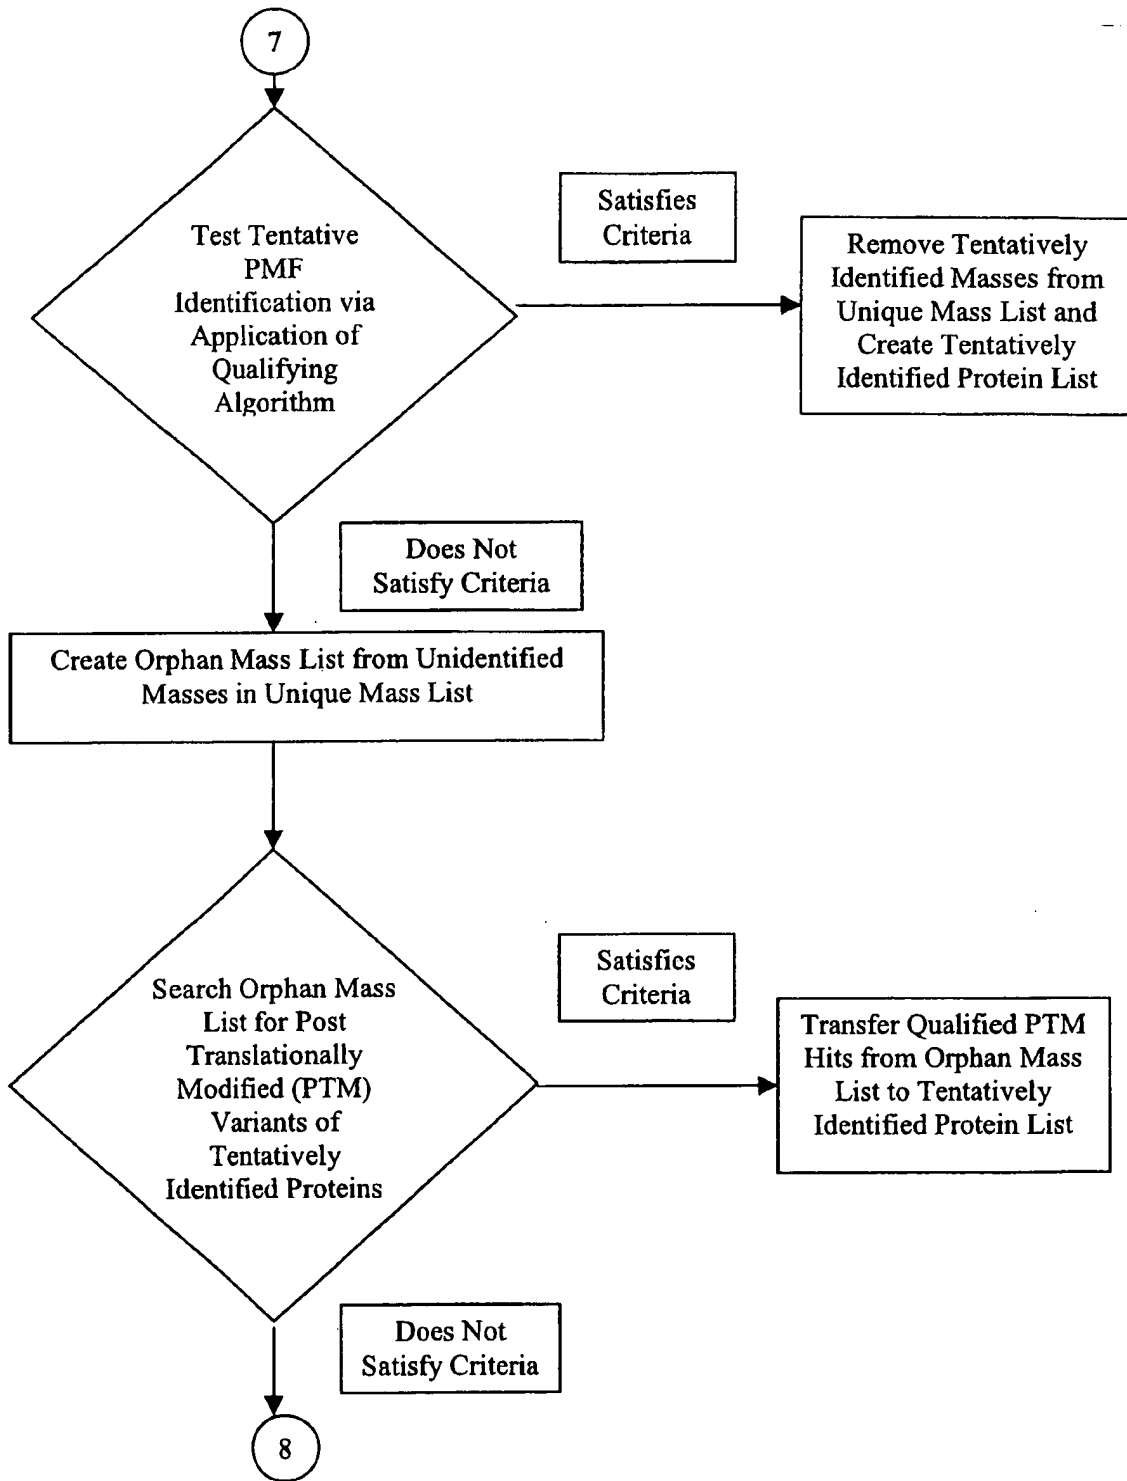 7
Test Tentative
PMF
Identification via
Application of
Qualifying
Algorithm
Satisfies
Criteria
Remove Tentatively
Identified Masses from
Unique Mass List and
Create Tentatively
Identified Protein List
Does Not
Satisfy Criteria
Create Orphan Mass List from Unidentified
Masses in Unique Mass List
Search Orphan Mass
List for Post
Translationally
Modified (PTM)
Variants of
Tentatively
Identified Proteins
Satisfies
Criteria
Transfer Qualified PTM
Hits from Orphan Mass
List to Tentatively
Identified Protein List
Does Not
Satisfy Criteria
8